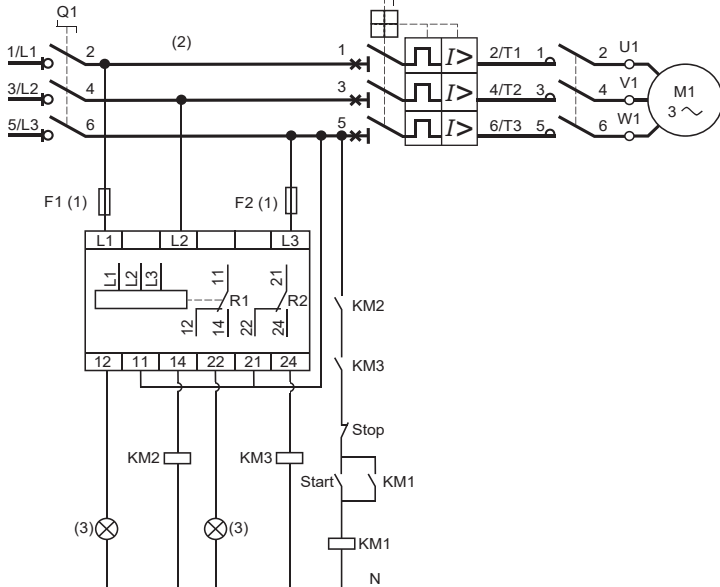 Q1
1/L1 2 (2) 1 I> 2/T1 1 2 U1
3/L2 4 3 I> 4/T2 3 4 V1 M1
5/L3 6 5 I> 6/T3 5 6 W1 3
F1 (1) F2 (1)
L1 L2 L3
L1 L2 L3 11 21
R1 R2
12 14 22 24
12 11 14 22 21 24
KM2
KM3
Stop
KM2 KM3
Start KM1
(3) (3)
KM1
N